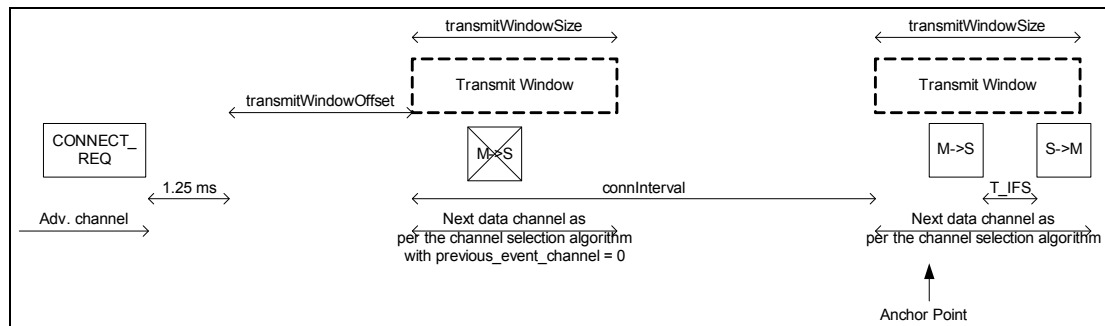 transmitWindowSize
transmitWindowSize
Transmit Window
Transmit Window
transmitWindowOffset
CONNECT_
REQ
M->S
M->S
S->M
1.25 ms
connInterval
T_IFS
Adv. channel
Next data channel as
per the channel selection algorithm
with previous_event_channel = 0
Next data channel as
per the channel selection algorithm
Anchor Point